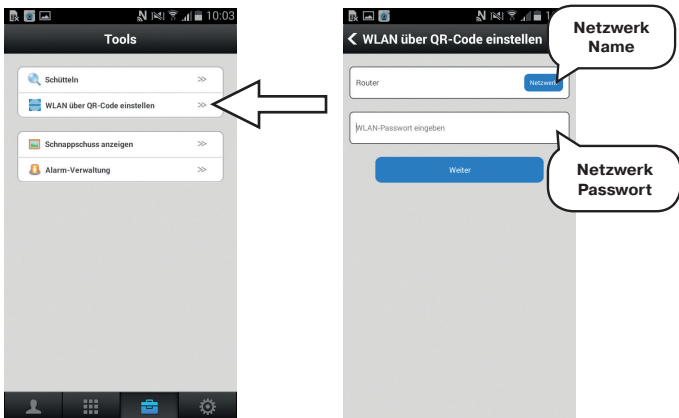 10:03
Tools
Schütteln
WLAN über QR-Code einstellen
Schnappschuss anzeigen
Alarm-Verwaltung
WLAN über QR-Code einstellen
Netzwerk
Name
Router
WLAN-Passwort eingeben
Netzwerk
Passwort
Weiter